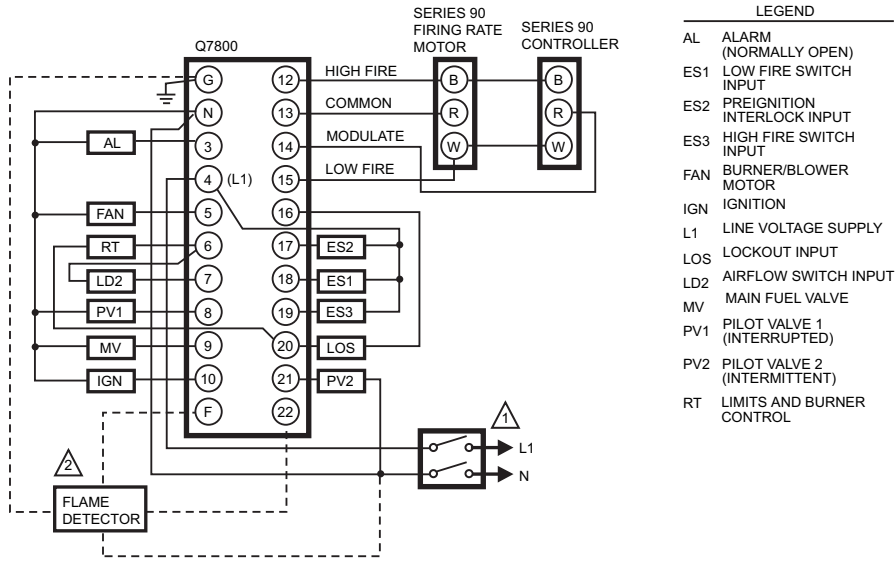 SERIES 90
FIRING RATE
MOTOR
SERIES 90
CONTROLLER
Q7800
G
N
3
4
(L1)
5
6
7
8
9
10
F
12
13
14
15
16
17
18
19
20
21
22
HIGH FIRE
COMMON
MODULATE
LOW FIRE
B
R
W
B
R
W
AL
FAN
RT
LD2
PV1
MV
IGN
ES2
ES1
ES3
LOS
PV2
1
L1
N
2
FLAME
DETECTOR
LEGEND
AL ALARM
(NORMALLY OPEN)
ES1 LOW FIRE SWITCH
INPUT
ES2 PREIGNITION
INTERLOCK INPUT
ES3 HIGH FIRE SWITCH
INPUT
FAN BURNER/BLOWER
MOTOR
IGN IGNITION
L1 LINE VOLTAGE SUPPLY
LOS LOCKOUT INPUT
LD2 AIRFLOW SWITCH INPUT
MV MAIN FUEL VALVE
PV1 PILOT VALVE 1
(INTERRUPTED)
PV2 PILOT VALVE 2
(INTERMITTENT)
RT LIMITS AND BURNER
CONTROL